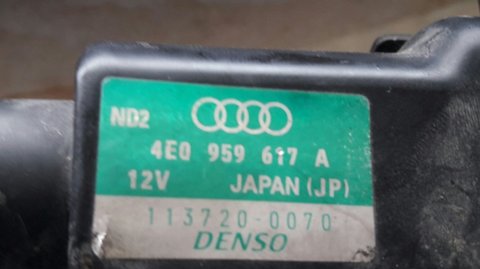 ND2
4E0 959 617 A
12V JAPAN (JP)
113720-0070
DENSO